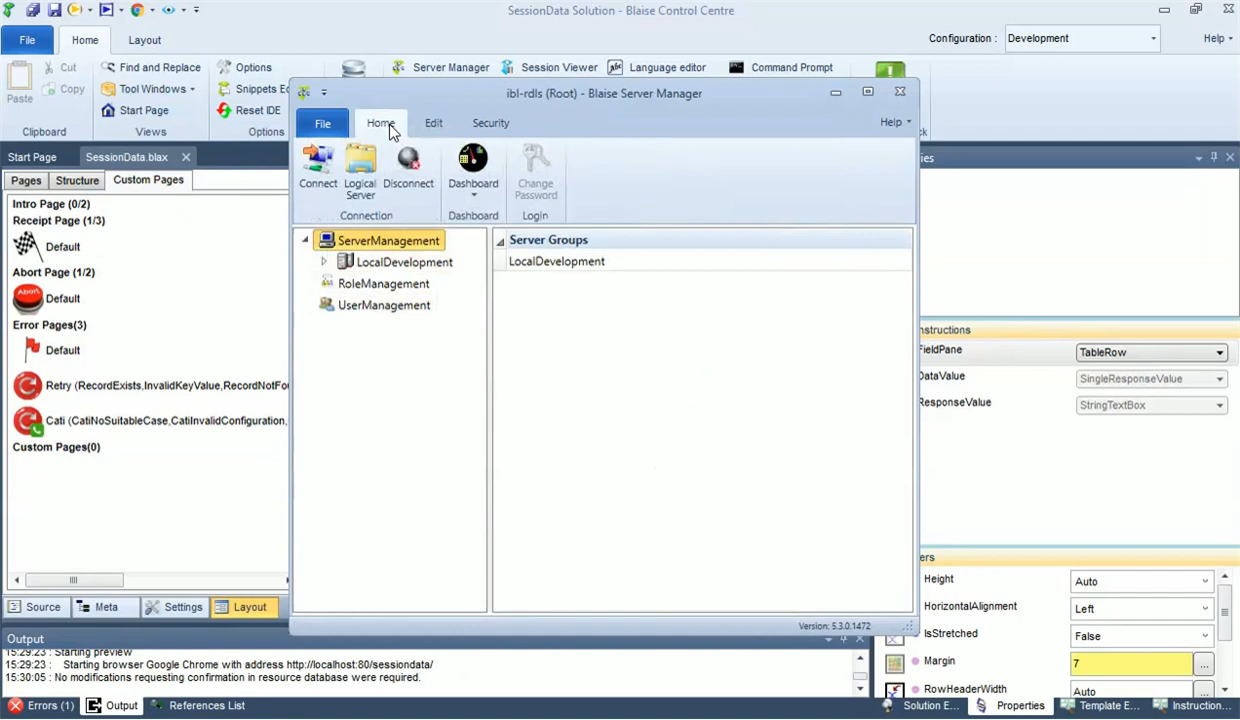 SessionData Solution - Blaise Control Centre
File
Home
Layout
Configuration :
Development
Help
Paste
Cut
Copy
Clipboard
Find and Replace
Tool Windows
Start Page
Views
Options
Snippets Ed
Reset IDE
Options
Server Manager
Session Viewer
Language editor
Command Prompt
Start Page
SessionData.blax
Pages
Structure
Custom Pages
Intro Page (0/2)
Receipt Page (1/3)
Default
Abort Page (1/2)
Abort
Default
Error Pages(3)
Default
Retry (RecordExists,InvalidKeyValue,RecordNotFou
Cati (CatiNoSuitableCase,CatiInvalidConfiguration,
Custom Pages(0)
Source
Meta
Settings
Layout
ibl-rdls (Root) - Blaise Server Manager
File
Home
Edit
Security
Help
Connect
Logical Server
Disconnect
Connection
Dashboard
Dashboard
Change Password
Login
ServerManagement
LocalDevelopment
RoleManagement
UserManagement
Server Groups
LocalDevelopment
Version: 5.3.0.1472
ies
nstructions
FieldPane
TableRow
DataValue
SingleResponseValue
ResponseValue
StringTextBox
ers
Height
Auto
HorizontalAlignment
Left
IsStretched
False
Margin
7
...
RowHeaderWidth
Auto
Output
15:29:23 : Starting preview
15:29:23 : Starting browser Google Chrome with address http://localhost:80/sessiondata/
15:30:05 : No modifications requesting confirmation in resource database were required.
Errors (1)
Output
References List
Solution E...
Properties
Template E...
Instruction...